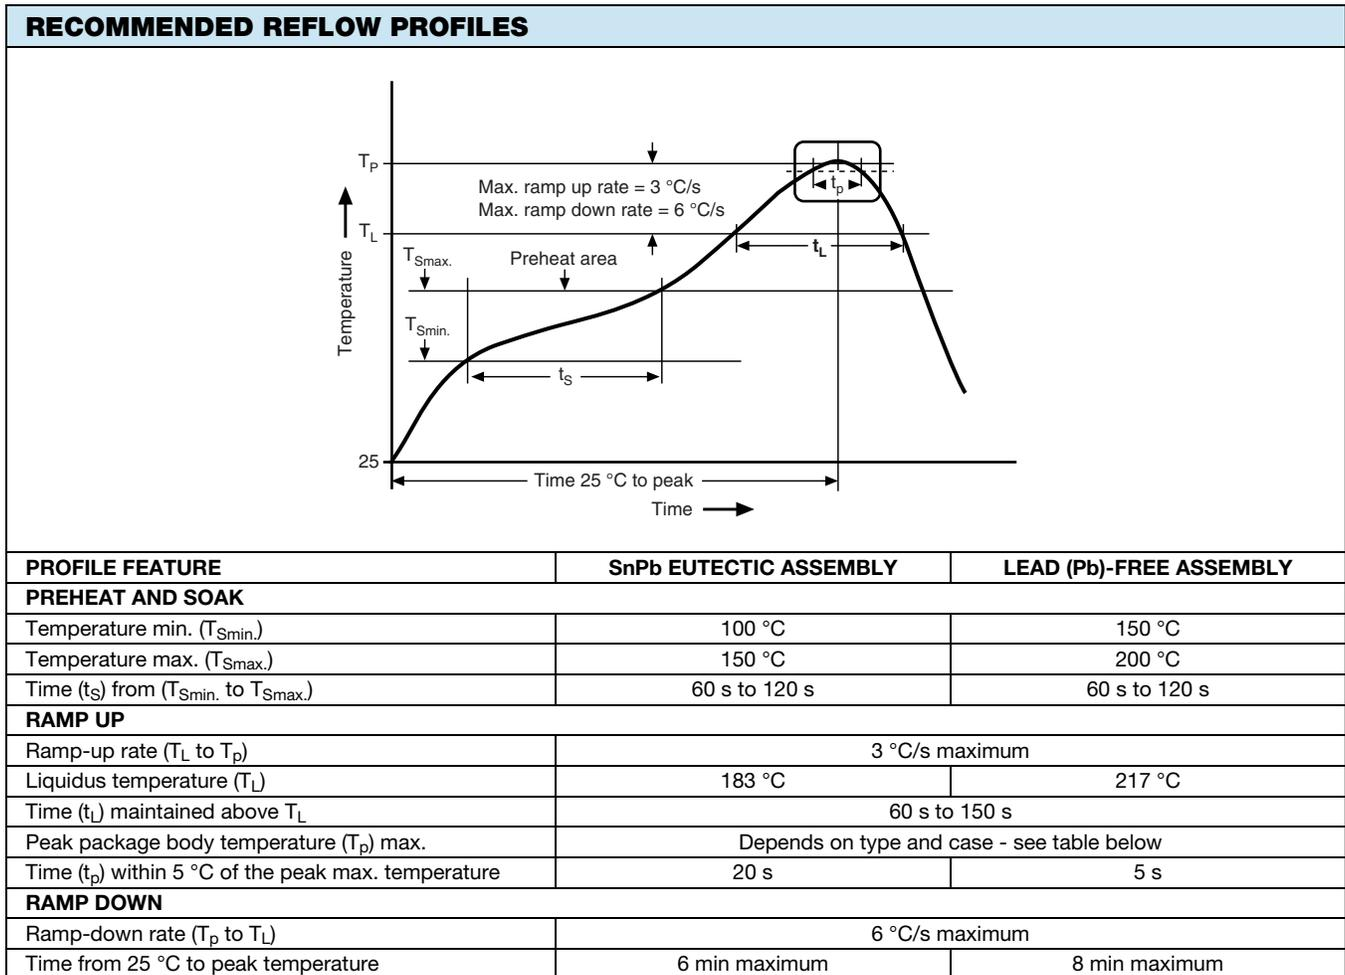 RECOMMENDED REFLOW PROFILES
TP
Max. ramp up rate = 3 °C/s
Max. ramp down rate = 6 °C/s
tp
TL
tL
TSmax.
Preheat area
TSmin.
tS
Temperature
25
Time 25 °C to peak
Time
PROFILE FEATURE SnPb EUTECTIC ASSEMBLY LEAD (Pb)-FREE ASSEMBLY
PREHEAT AND SOAK
Temperature min. (TSmin.) 100 °C 150 °C
Temperature max. (TSmax.) 150 °C 200 °C
Time (tS) from (TSmin. to TSmax.) 60 s to 120 s 60 s to 120 s
RAMP UP
Ramp-up rate (TL to Tp) 3 °C/s maximum
Liquidus temperature (TL) 183 °C 217 °C
Time (tL) maintained above TL 60 s to 150 s
Peak package body temperature (Tp) max. Depends on type and case - see table below
Time (tp) within 5 °C of the peak max. temperature 20 s 5 s
RAMP DOWN
Ramp-down rate (Tp to TL) 6 °C/s maximum
Time from 25 °C to peak temperature 6 min maximum 8 min maximum